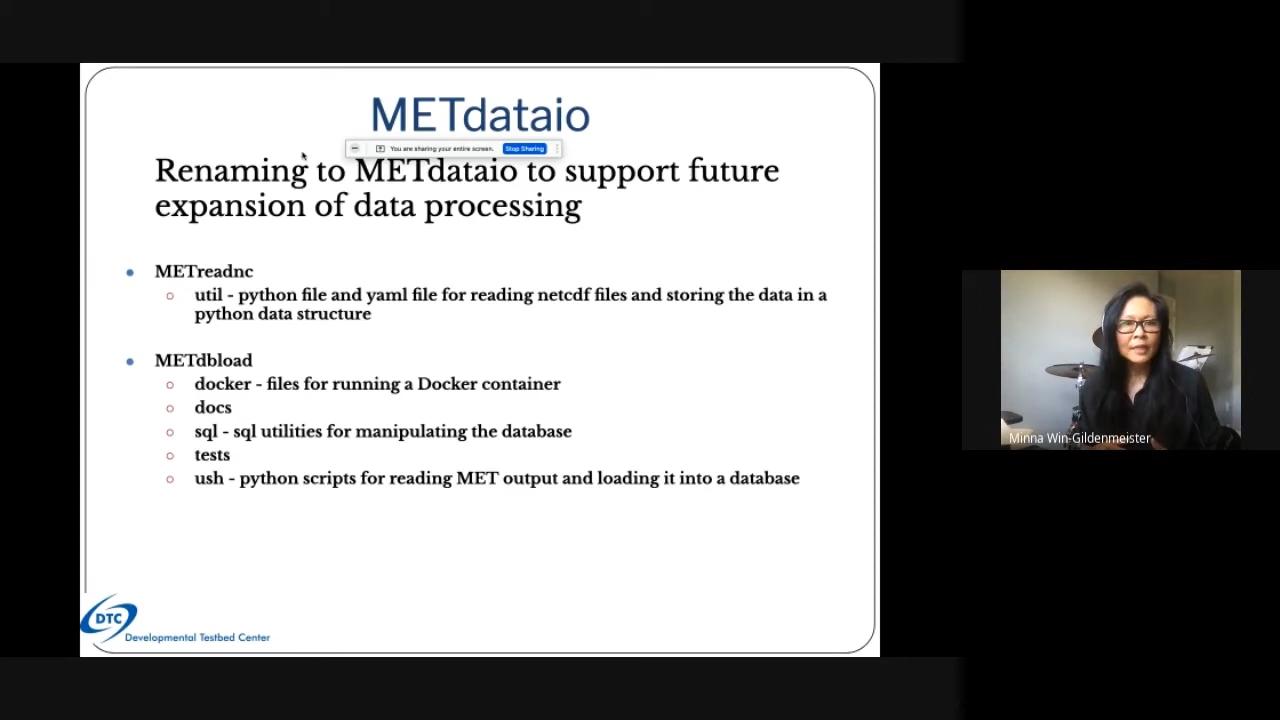 METdataio
You are sharing your entire screen. Stop Sharing
Renaming to METdataio to support future
expansion of data processing
METreadnc
util - python file and yaml file for reading netcdf files and storing the data in a
python data structure
METdbload
docker - files for running a Docker container
docs
sql - sql utilities for manipulating the database
tests
ush - python scripts for reading MET output and loading it into a database
DTC
Developmental Testbed Center
Minna Win-Gildenmeister